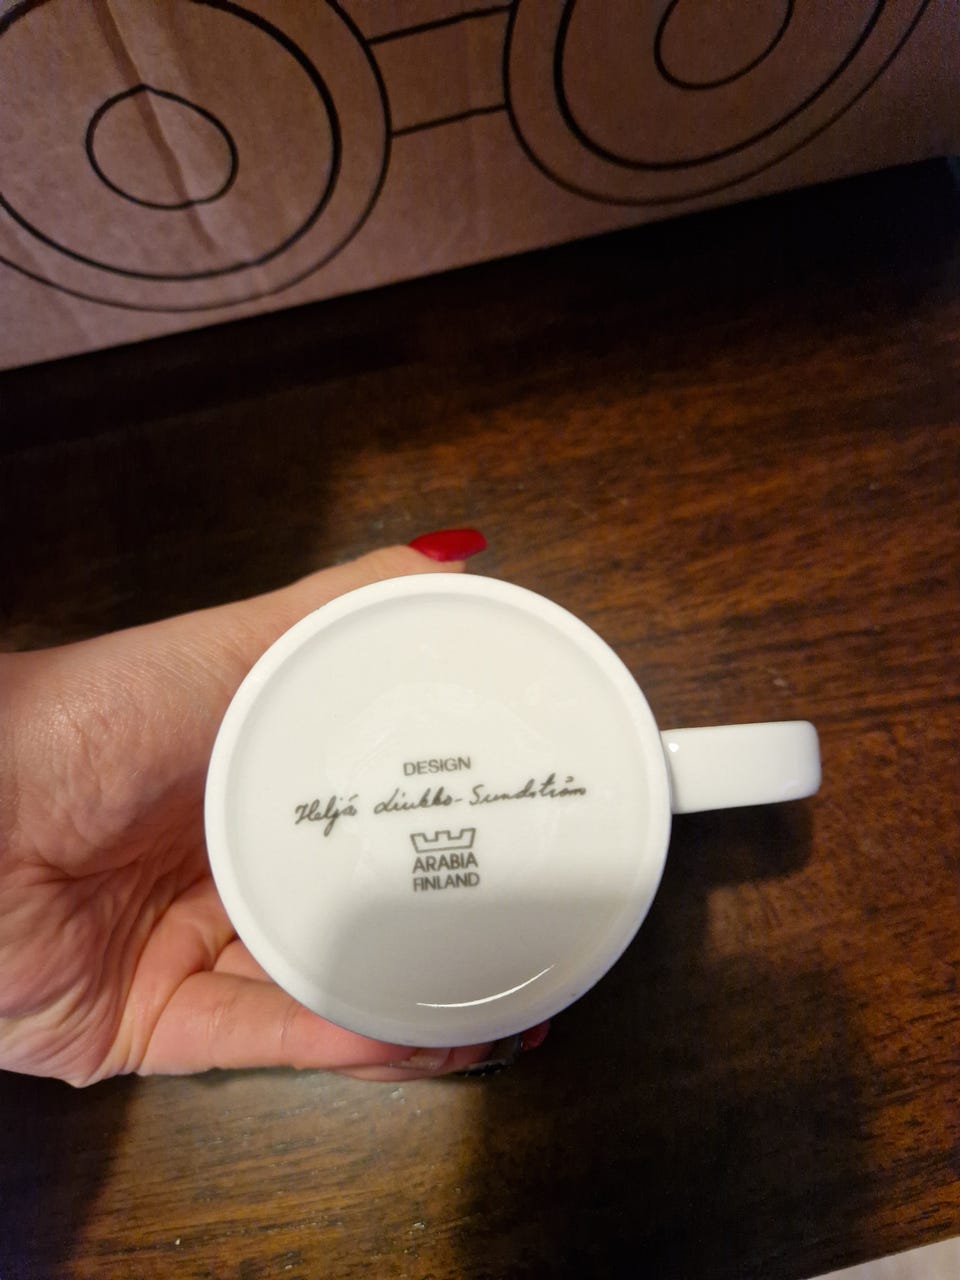 DESIGN
Heljä Liukko-Sundström
ARABIA
FINLAND